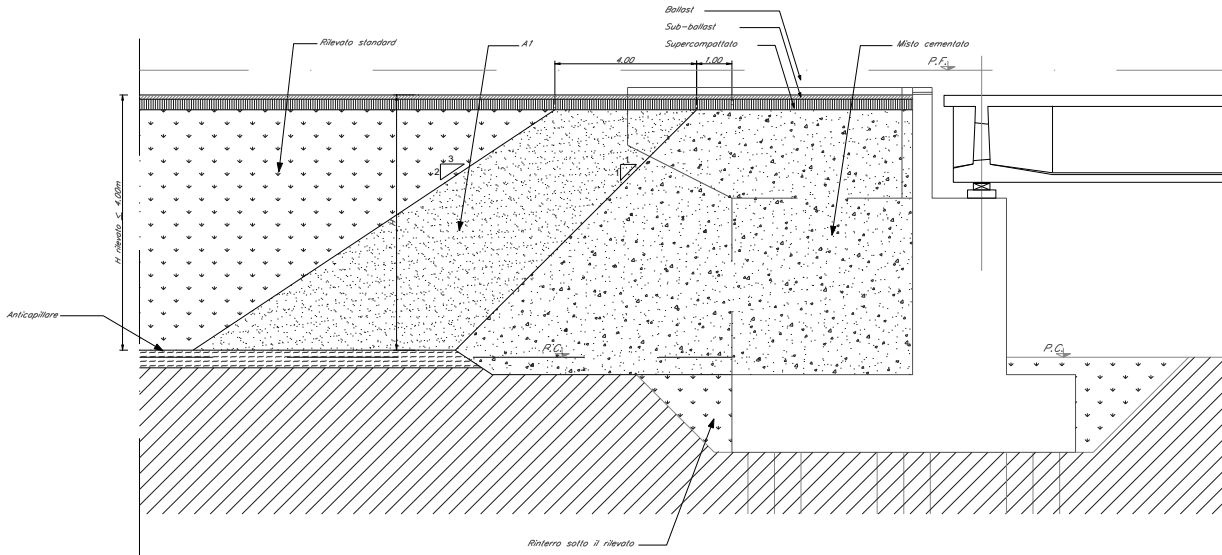 Ballast
Sub-ballast
Supercompattato
Rilevato standard
A1
Misto cementato
4.00
1.00
P.F.
3
2
1
1
H rilevato ≤ 4.00m
H
Anticapillare
P.C.
P.C.
Rinterro sotto il rilevato